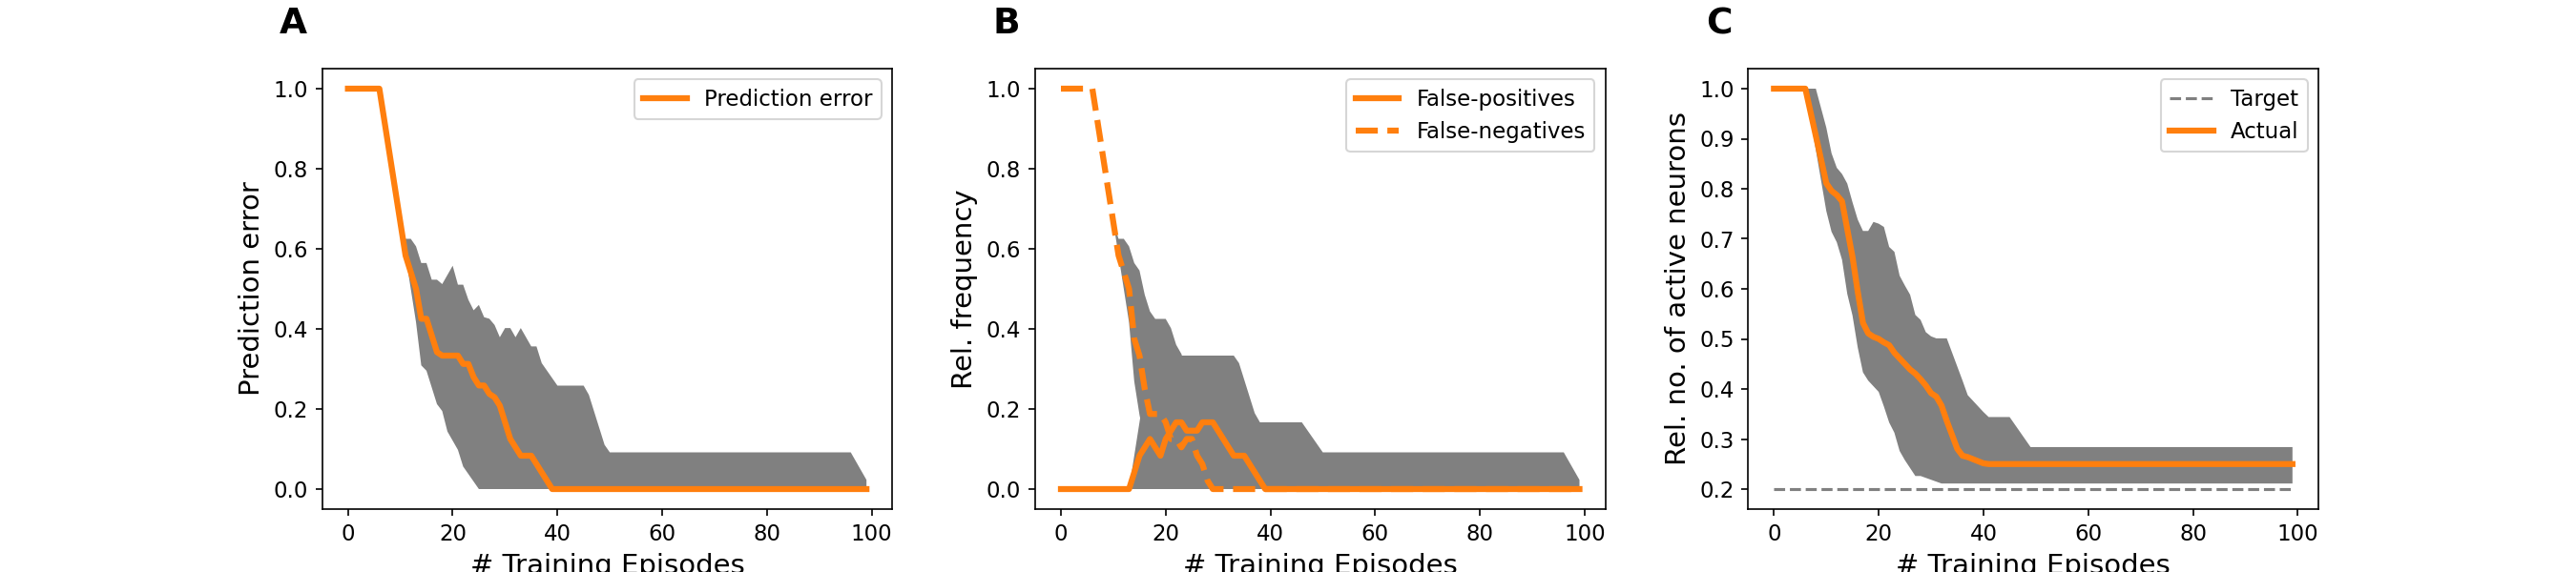 A
B
C
Prediction error
1.0
0.8
0.6
0.4
0.2
0.0
Prediction error
0 20 40 60 80 100
# Training Episodes
Rel. frequency
1.0
0.8
0.6
0.4
0.2
0.0
False-positives
False-negatives
0 20 40 60 80 100
# Training Episodes
Rel. no. of active neurons
1.0
0.9
0.8
0.7
0.6
0.5
0.4
0.3
0.2
Target
Actual
0 20 40 60 80 100
# Training Episodes